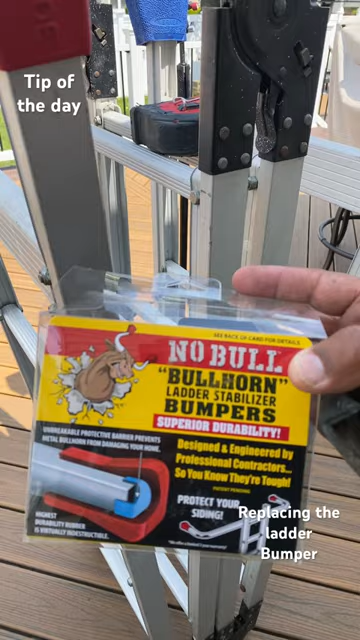 Tip of
the day
SEE BACK OF CARD FOR DETAILS
NO BULL
"BULLHORN"
LADDER STABILIZER
BUMPERS
SUPERIOR DURABILITY!
UNBREAKABLE PROTECTIVE BARRIER PREVENTS
METAL BULLHORN FROM DAMAGING YOUR HOME.
Designed & Engineered by
Professional Contractors...
So You Know They're Tough!
PATENT PENDING
PROTECT YOUR
SIDING!
HIGHEST
DURABILITY RUBBER
IS VIRTUALLY INDESTRUCTIBLE.
Replacing the
ladder
Bumper